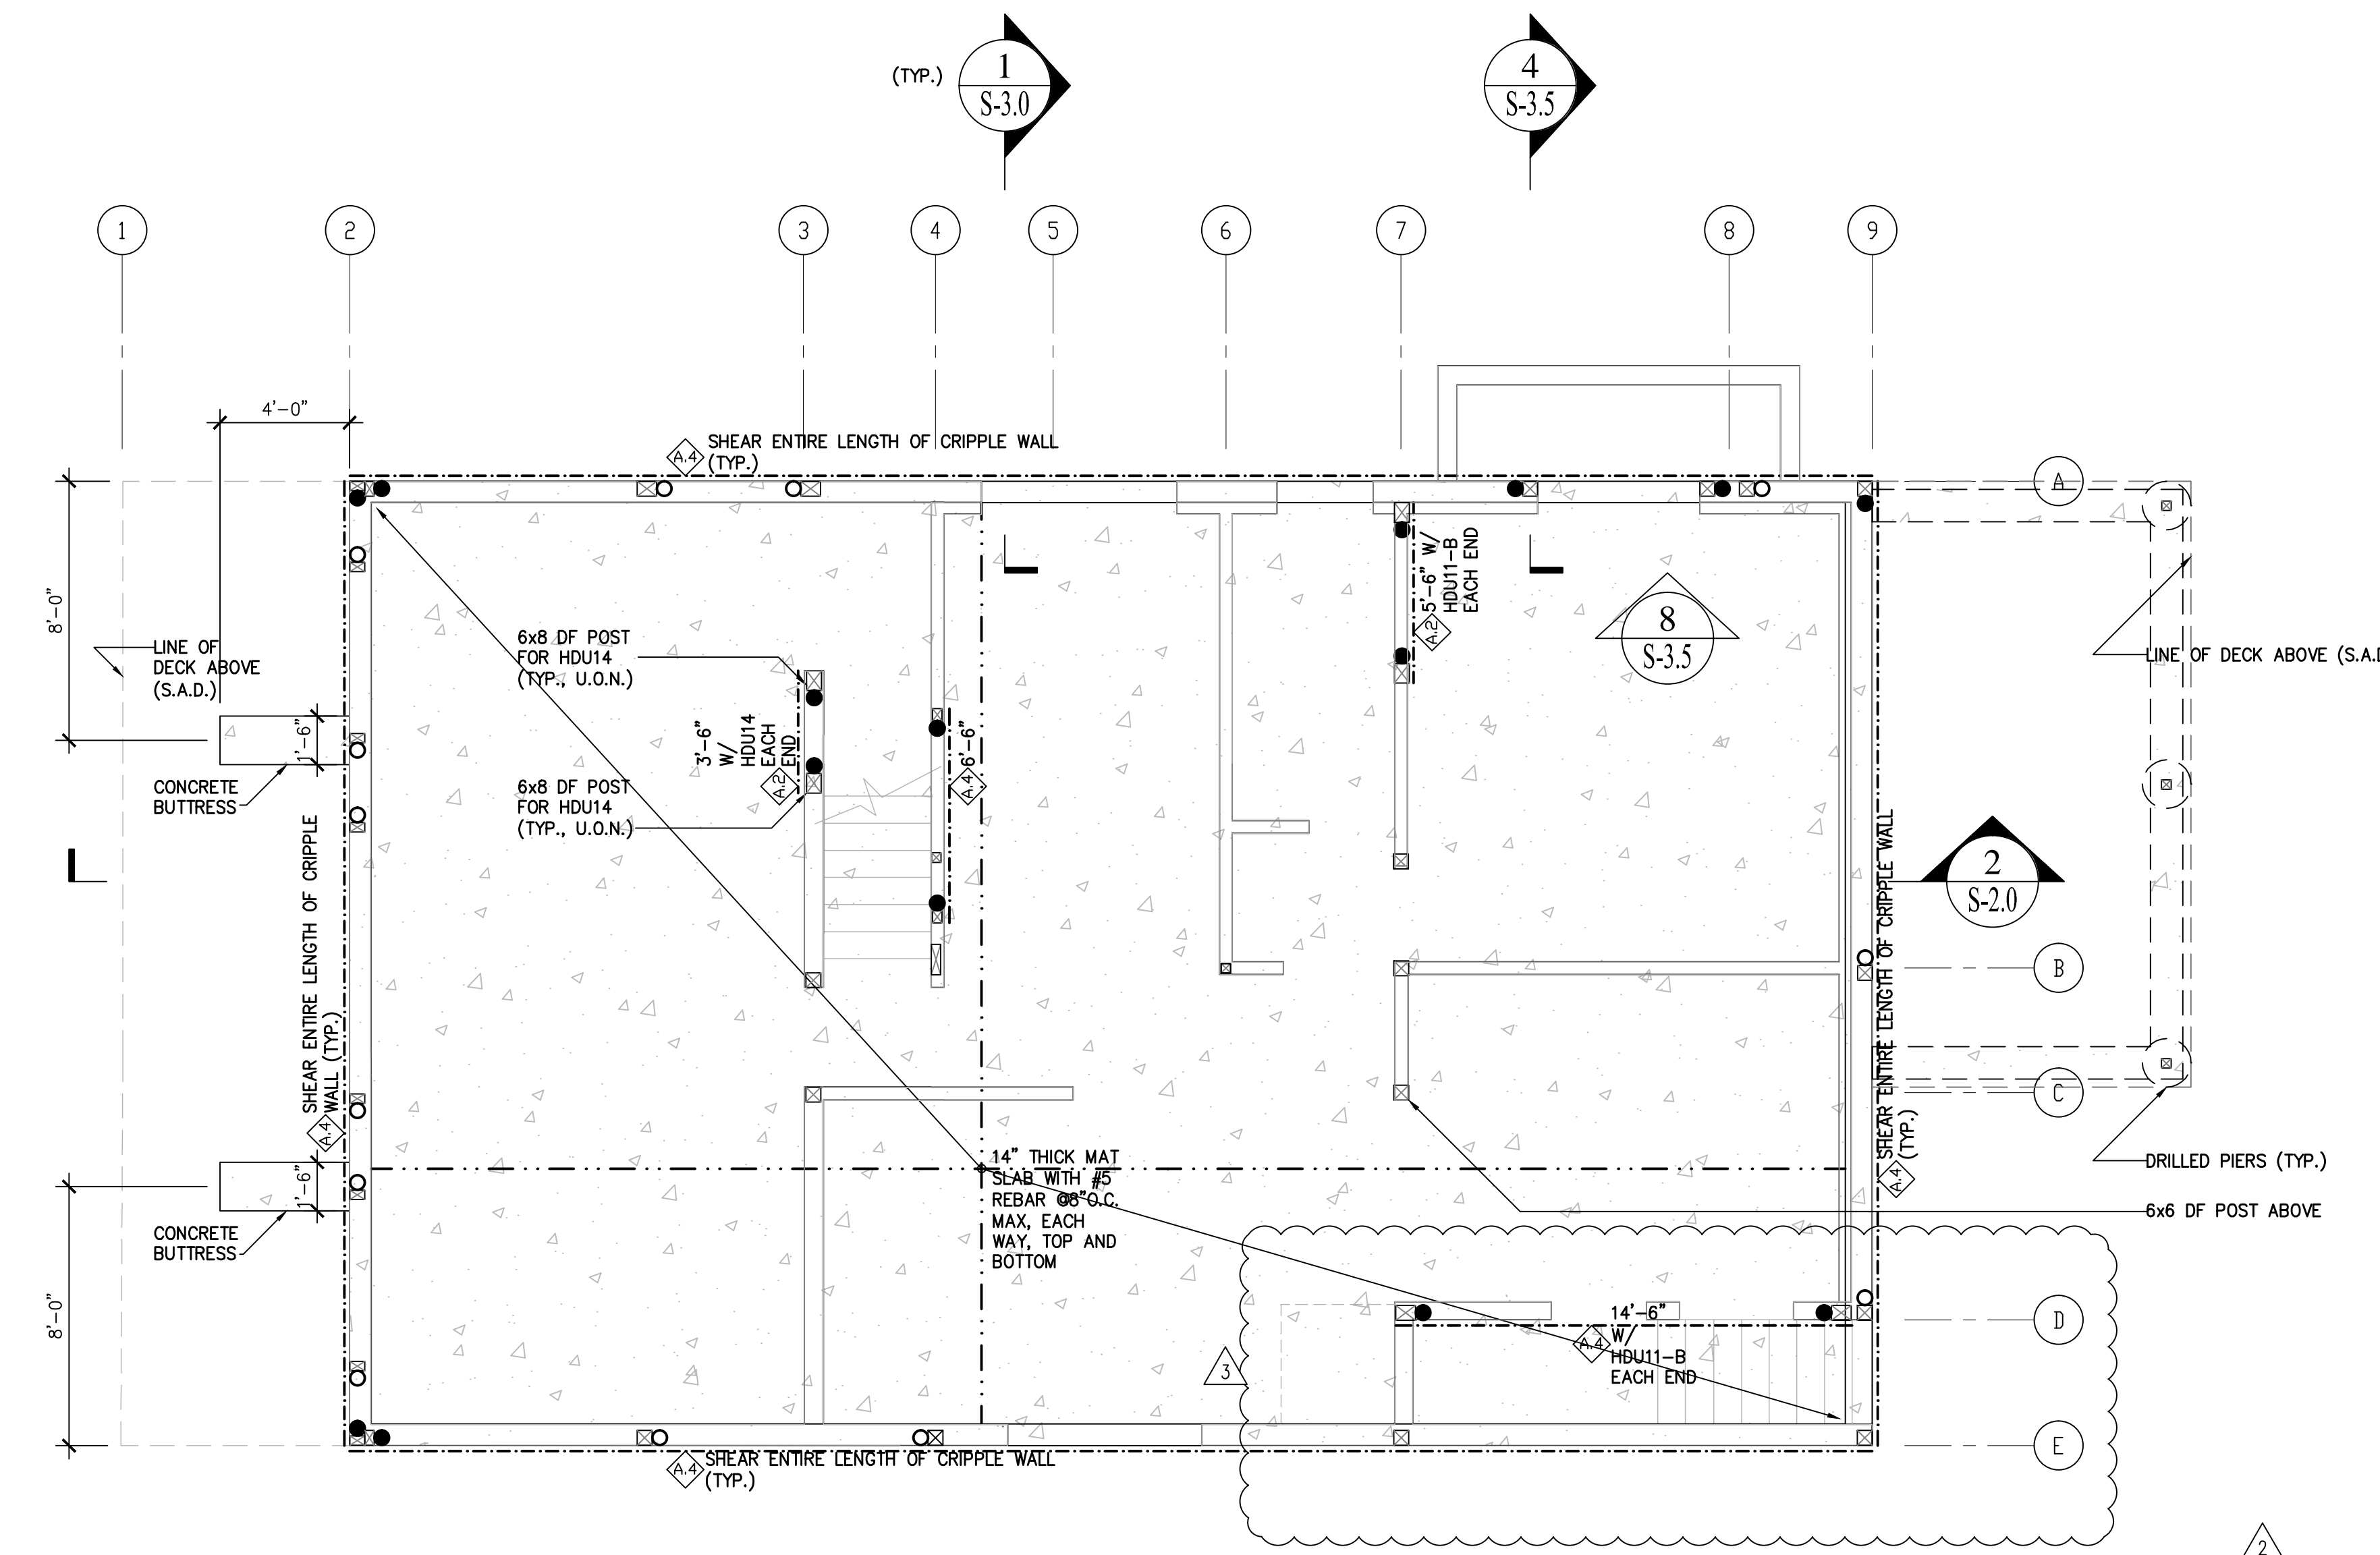 (TYP.)
1
S-3.0
4
S-3.5
1
2
3
4
5
6
7
8
9
4'-0"
A.4
SHEAR ENTIRE LENGTH OF CRIPPLE WALL
(TYP.)
A
8'-0"
LINE OF
DECK ABOVE
(S.A.D.)
1'-6"
CONCRETE
BUTTRESS
6x8 DF POST
FOR HDU14
(TYP., U.O.N.)
3'-6"
W/
HDU14
EACH
END
A.2
6x8 DF POST
FOR HDU14
(TYP., U.O.N.)
A.4
6'-6"
5'-6" W/
HDU11-B
EACH END
A.2
8
S-3.5
LINE OF DECK ABOVE (S.A.D
SHEAR ENTIRE LENGTH OF CRIPPLE
WALL (TYP.)
A.4
SHEAR ENTIRE LENGTH OF CRIPPLE WALL
(TYP.)
A.4
2
S-2.0
B
C
14" THICK MAT
SLAB WITH #5
REBAR @8"O.C.
MAX, EACH
WAY, TOP AND
BOTTOM
DRILLED PIERS (TYP.)
6x6 DF POST ABOVE
1'-6"
CONCRETE
BUTTRESS
8'-0"
14'-6"
W/
HDU11-B
EACH END
A.4
3
D
E
A.4
SHEAR ENTIRE LENGTH OF CRIPPLE WALL
(TYP.)
2